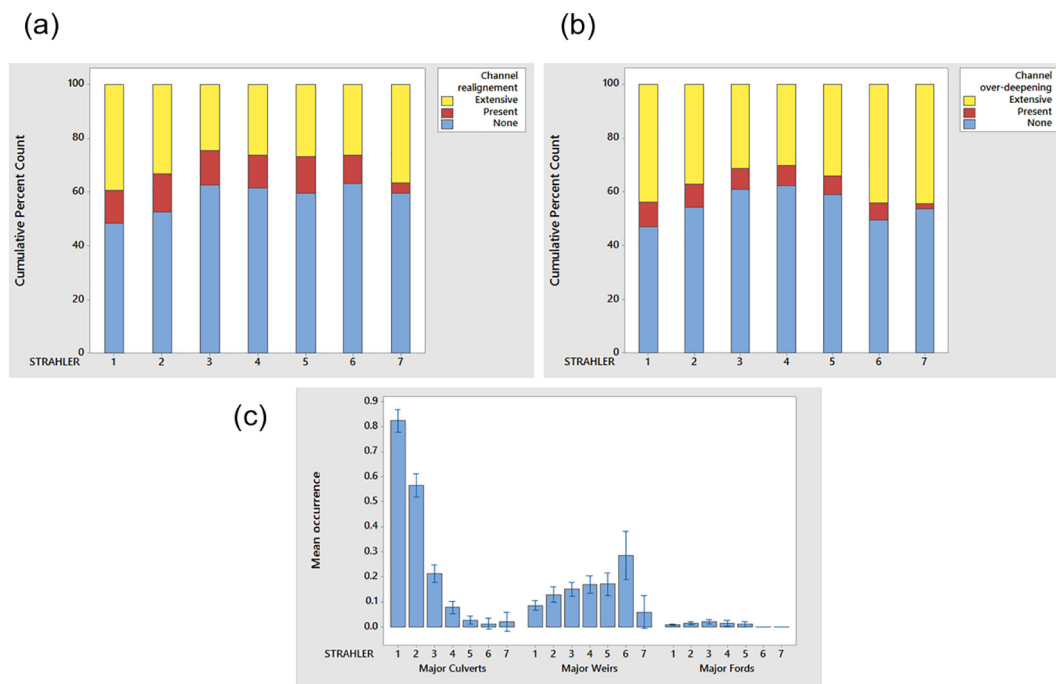 (a)
(b)
Channel
realignement
Extensive
Present
None
Cumulative Percent Count
100
80
60
40
20
0
STRAHLER 1 2 3 4 5 6 7
Channel
over-deepening
Extensive
Present
None
Cumulative Percent Count
100
80
60
40
20
0
STRAHLER 1 2 3 4 5 6 7
(c)
Mean occurrence
0.9
0.8
0.7
0.6
0.5
0.4
0.3
0.2
0.1
0.0
STRAHLER 1 2 3 4 5 6 7 1 2 3 4 5 6 7 1 2 3 4 5 6 7
Major Culverts Major Weirs Major Fords